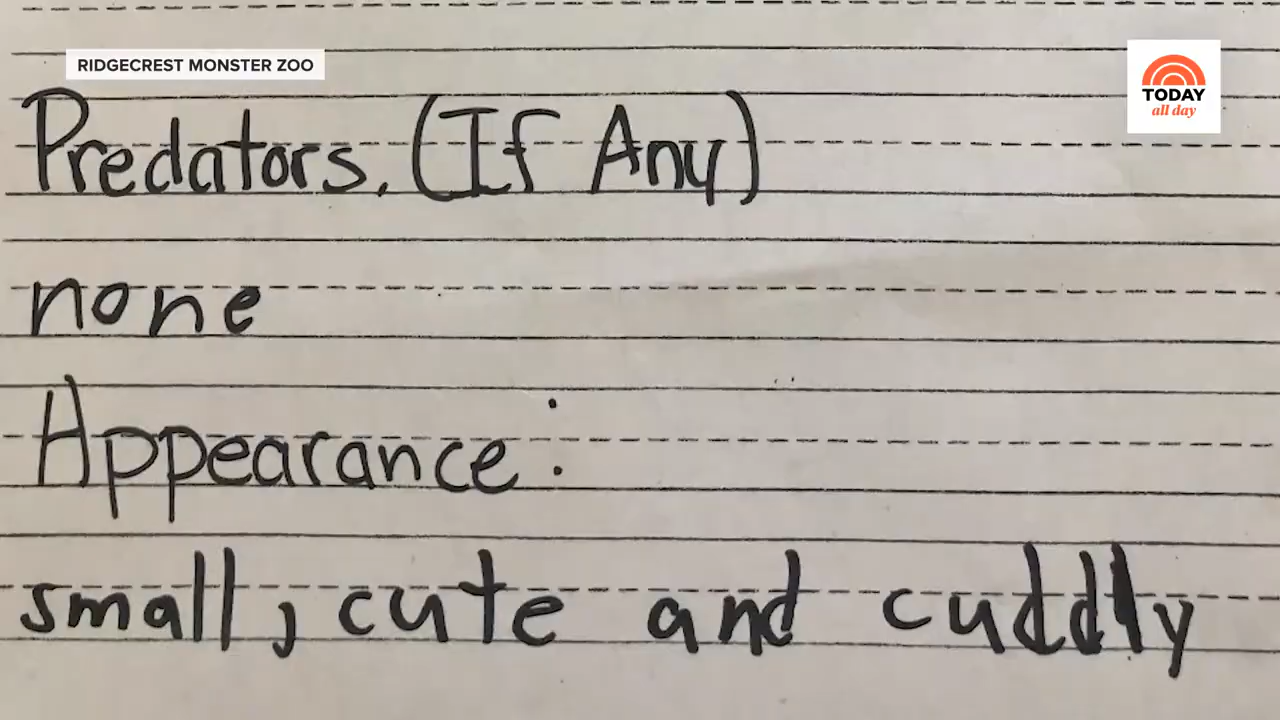 RIDGECREST MONSTER ZOO
TODAY
all day
Predators. (If Any)
none
Appearance:
small, cute and cuddly